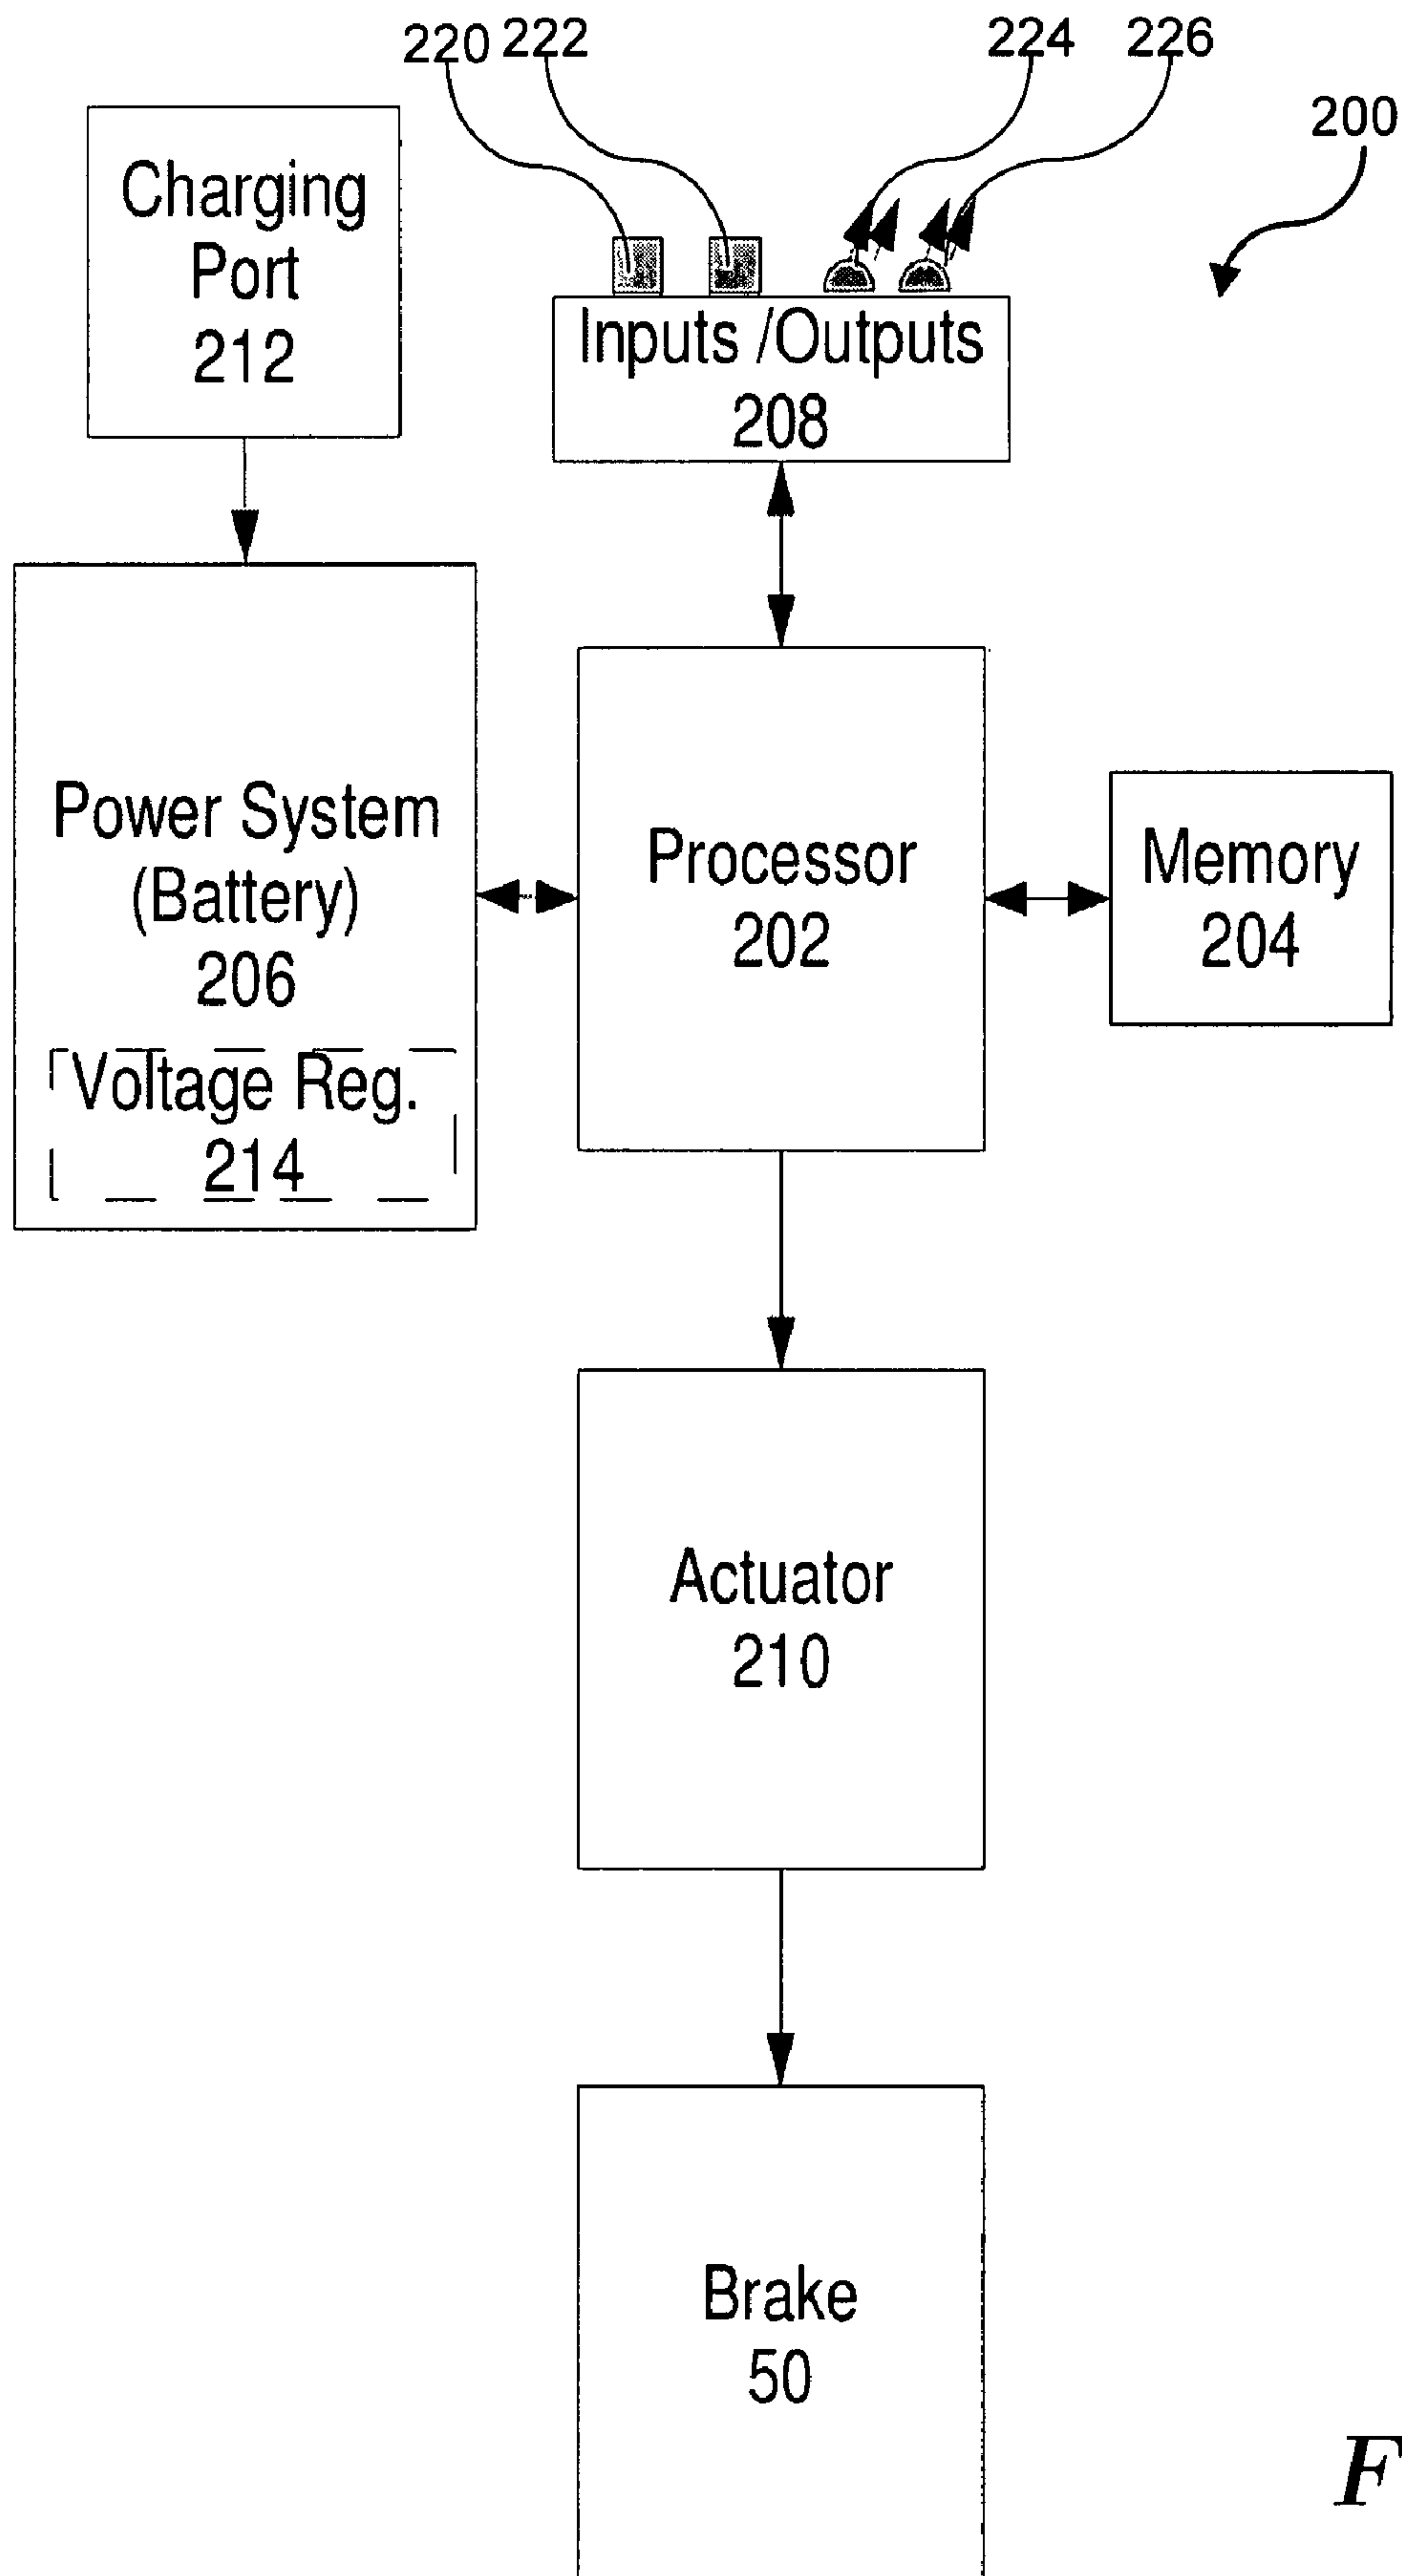 220 222 224 226
200
Charging
Port
212
Inputs /Outputs
208
Power System
(Battery)
206
Voltage Reg.
214
Processor
202
Memory
204
Actuator
210
Brake
50
F